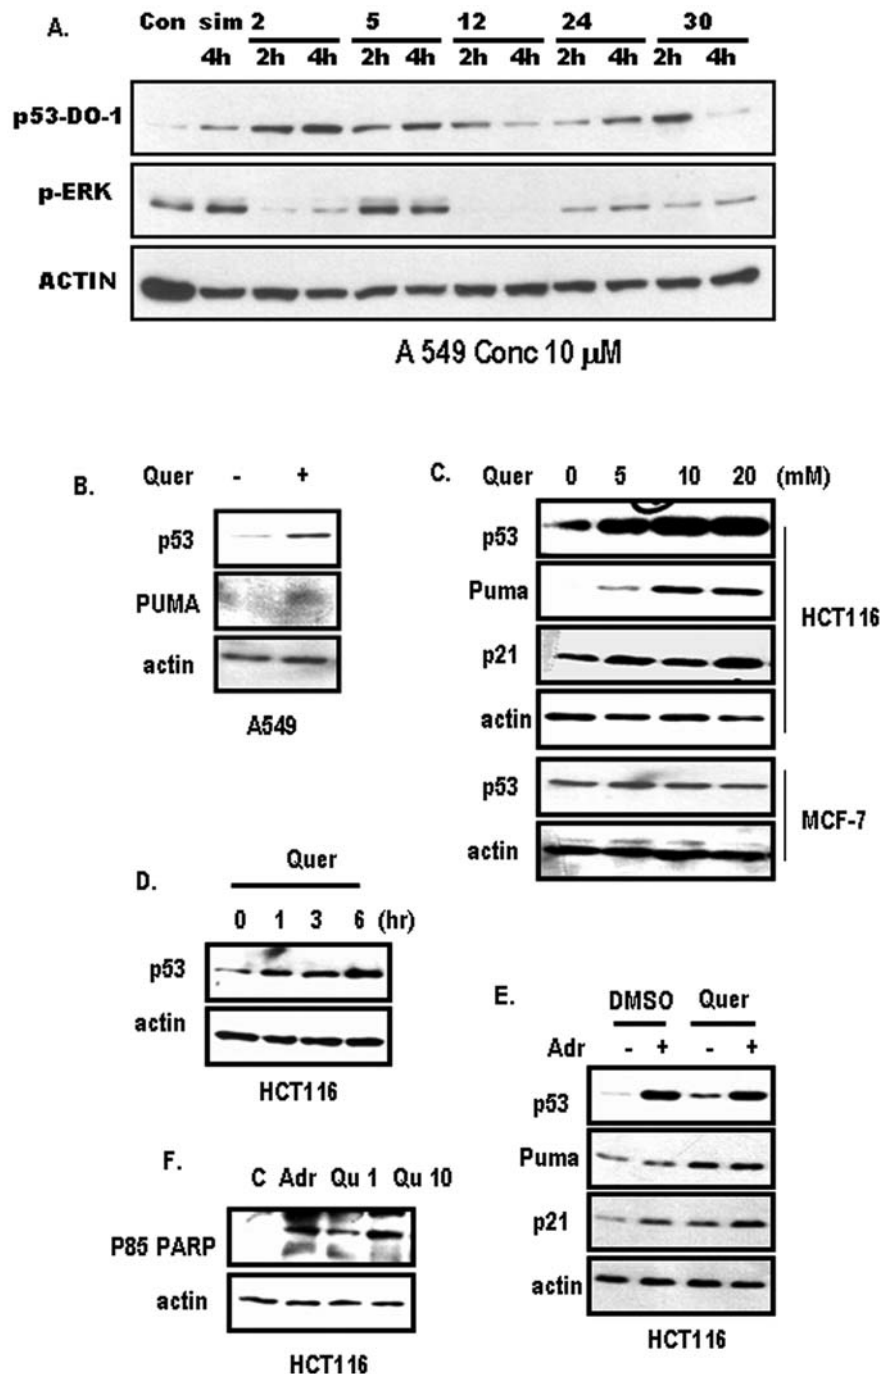 A.
Con sim 2 5 12 24 30
4h 2h 4h 2h 4h 2h 4h 2h 4h 2h 4h
p53-DO-1
p-ERK
ACTIN
A 549 Conc 10 μM
B.
Quer - +
p53
PUMA
actin
A549
C.
Quer 0 5 10 20 (mM)
p53
Puma
p21
actin
HCT116
p53
actin
MCF-7
D.
Quer
0 1 3 6 (hr)
p53
actin
HCT116
E.
DMSO Quer
Adr - + - +
p53
Puma
p21
actin
HCT116
F.
C Adr Qu 1 Qu 10
P85 PARP
actin
HCT116